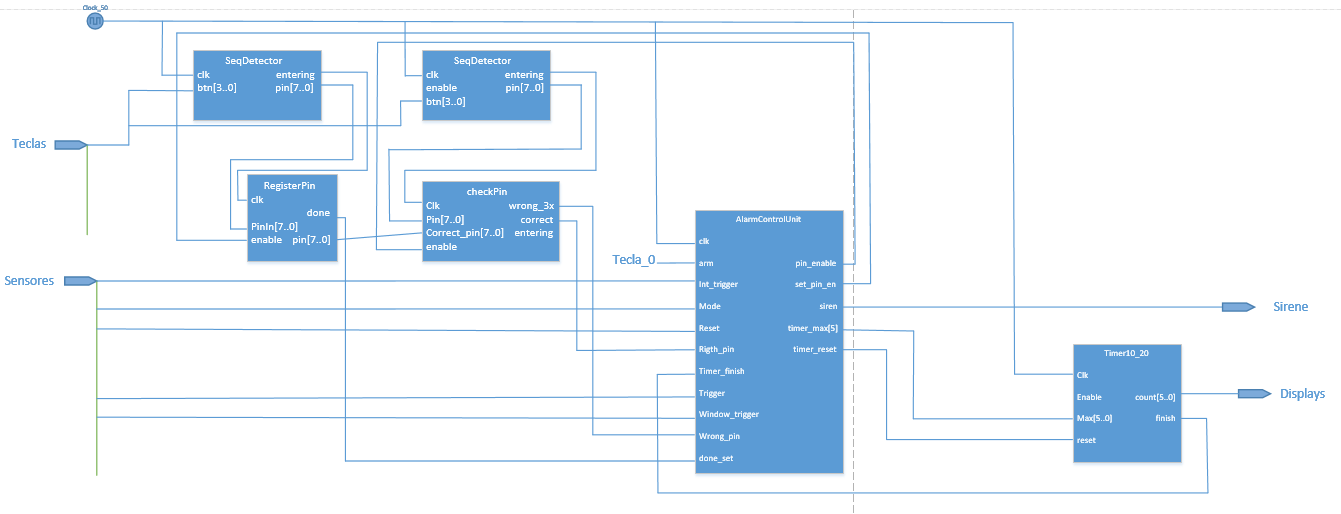 Clock_50
SeqDetector
clk
entering
btn[3..0]
pin[7..0]
SeqDetector
clk
entering
enable
pin[7..0]
btn[3..0]
Teclas
RegisterPin
clk
done
PinIn[7..0]
enable
pin[7..0]
checkPin
Clk
wrong_3x
Pin[7..0]
correct
Correct_pin[7..0]
entering
enable
Sensores
Tecla_0
AlarmControlUnit
clk
arm
pin_enable
Int_trigger
set_pin_en
Mode
siren
Reset
timer_max[5]
Rigth_pin
timer_reset
Timer_finish
Trigger
Window_trigger
Wrong_pin
done_set
Sirene
Timer10_20
Clk
Enable
count[5..0]
Max[5..0]
finish
reset
Displays